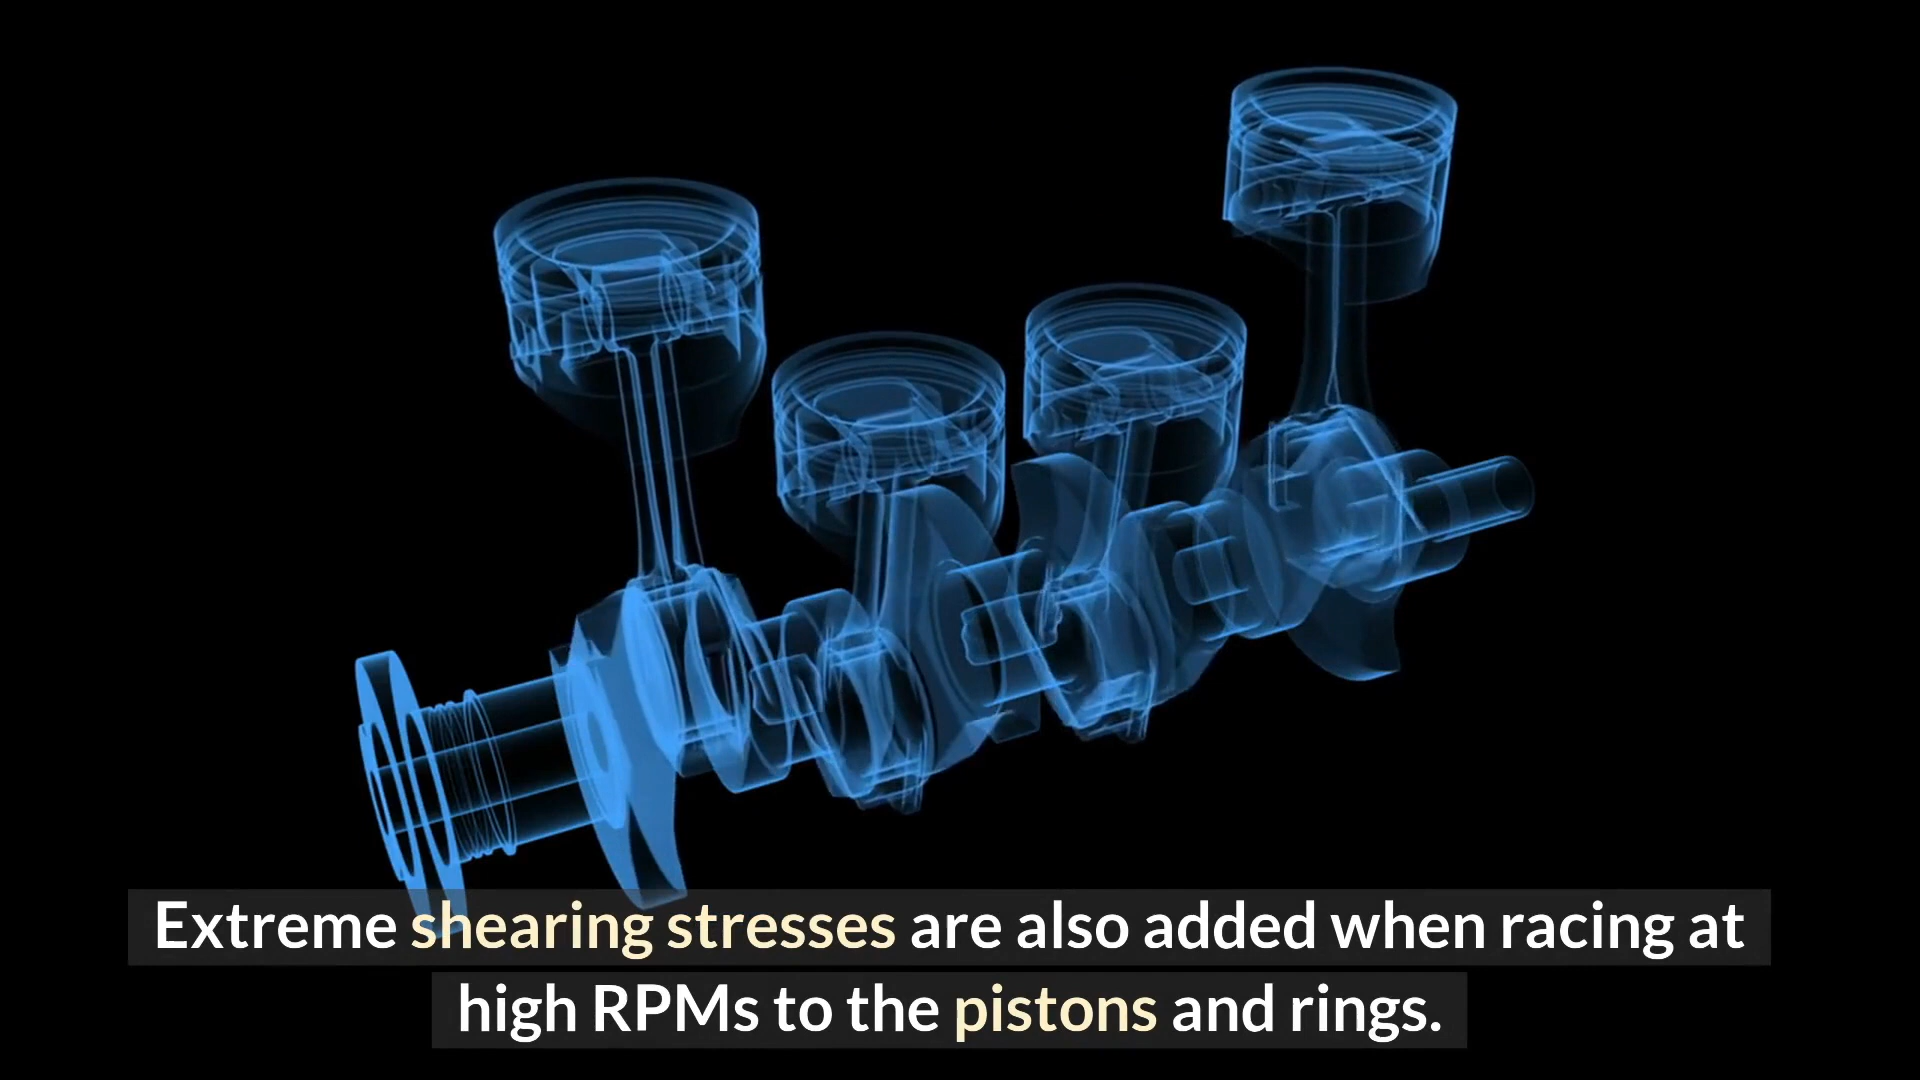 Extreme shearing stresses are also added when racing at
high RPMs to the pistons and rings.